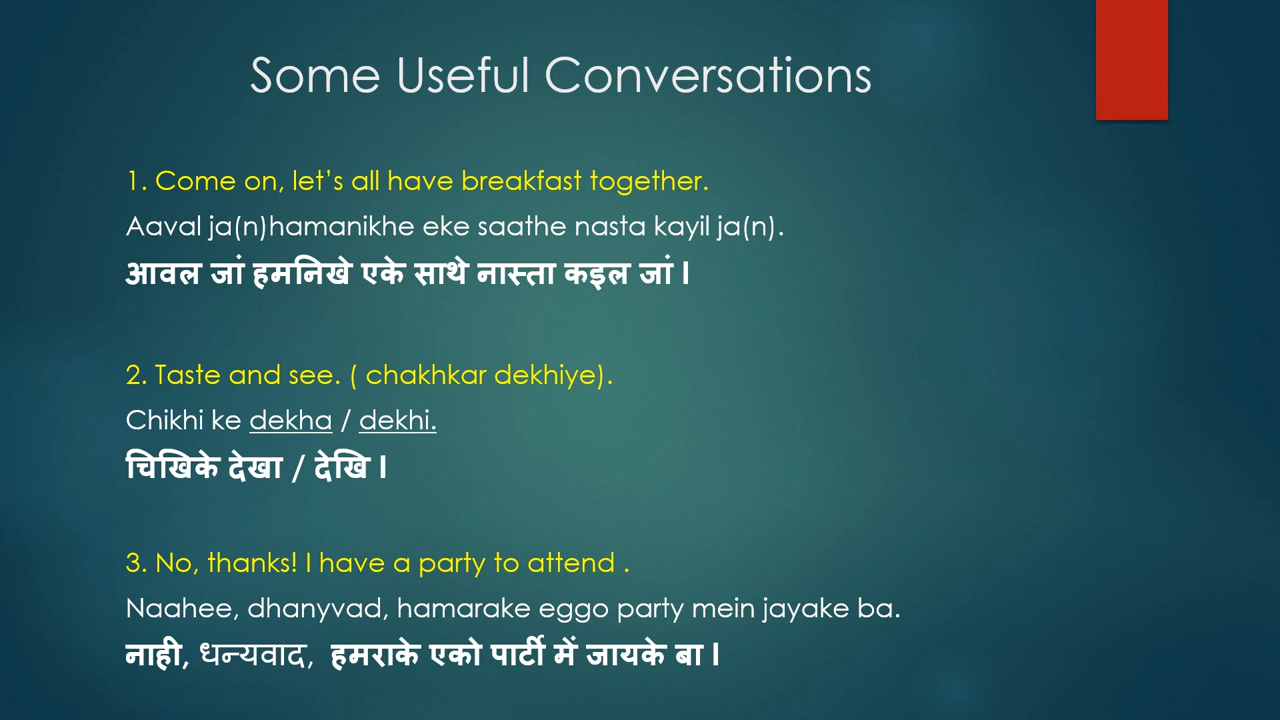 Some Useful Conversations
1. Come on, let’s all have breakfast together.
Aaval ja(n)hamanikhe eke saathe nasta kayil ja(n).
आवल जां हमनिखे एके साथे नास्ता कइल जां।
2. Taste and see. ( chakhkar dekhiye).
Chikhi ke dekha / dekhi.
चिखिके देखा / देखि।
3. No, thanks! I have a party to attend .
Naahee, dhanyvad, hamarake eggo party mein jayake ba.
नाही, धन्यवाद, हमराके एको पार्टी में जायके बा।